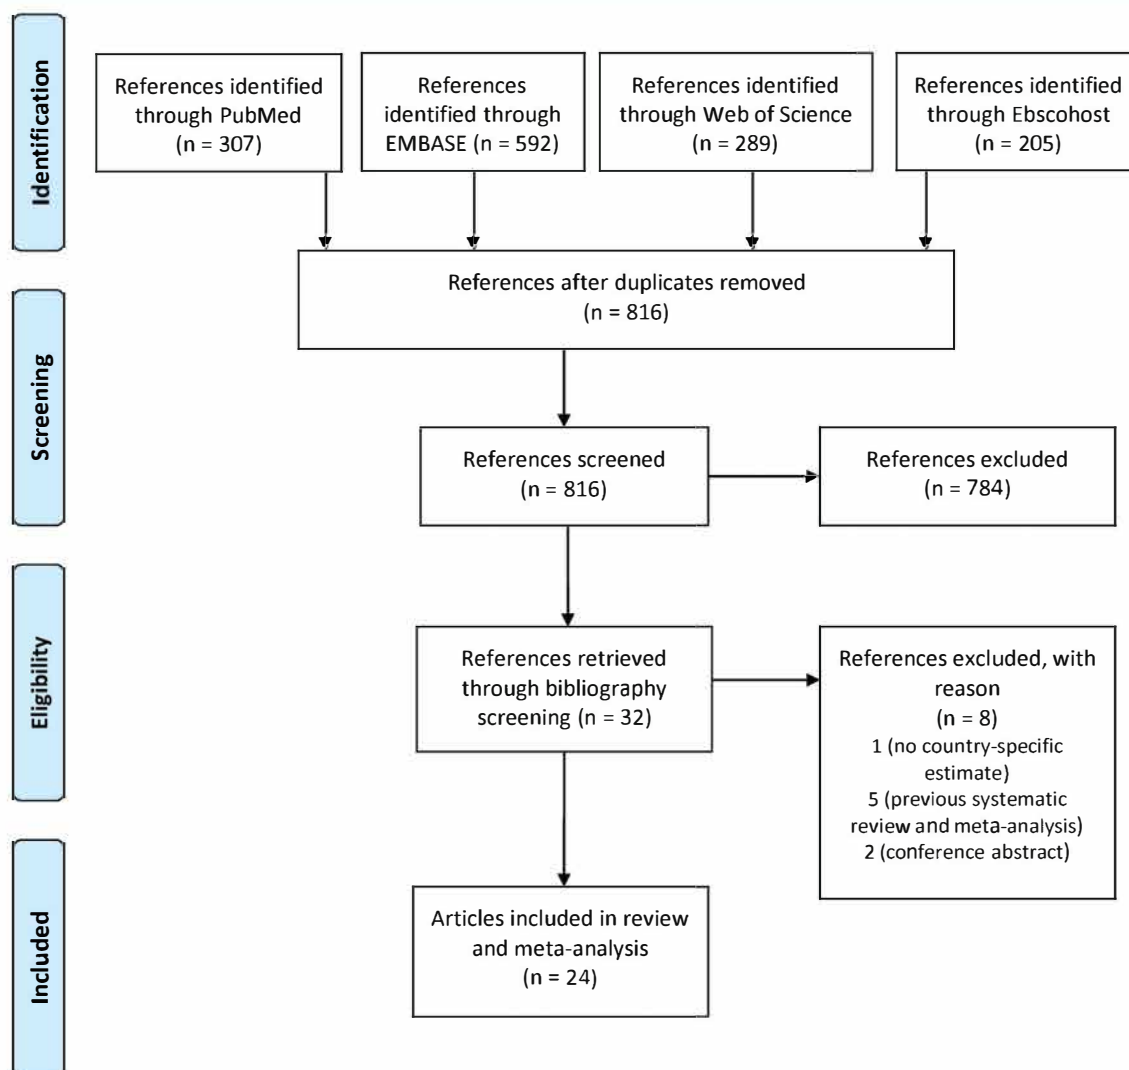 Identification
References identified
through PubMed
(n = 307)
References
identified through
EMBASE (n = 592)
References identified
through Web of Science
(n = 289)
References identified
through Ebscohost
(n = 205)
References after duplicates removed
(n = 816)
Screening
References screened
(n = 816)
References excluded
(n = 784)
Eligibility
References retrieved
through bibliography
screening (n = 32)
References excluded, with
reason
(n = 8)
1 (no country-specific
estimate)
5 (previous systematic
review and meta-analysis)
2 (conference abstract)
Included
Articles included in review
and meta-analysis
(n = 24)